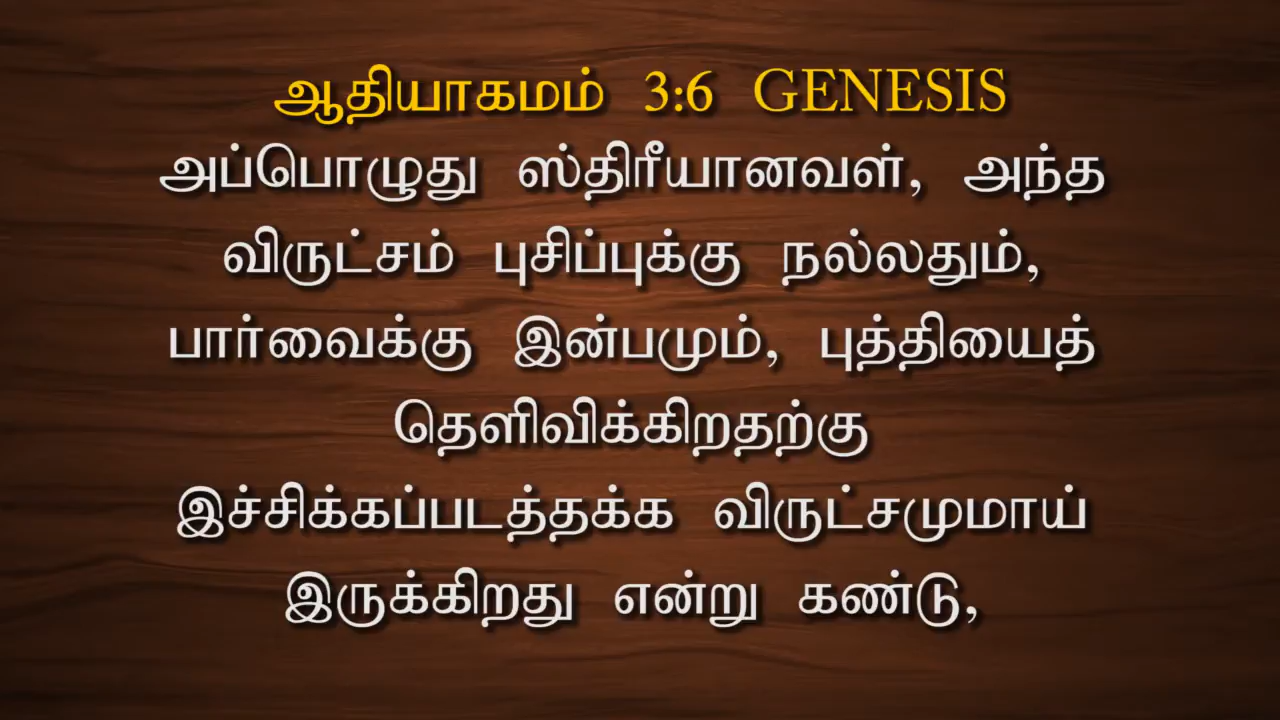 ஆதியாகமம் 3:6 GENESIS
அப்பொழுது ஸ்திரீயானவள், அந்த
விருட்சம் புசிப்புக்கு நல்லதும்,
பார்வைக்கு இன்பமும், புத்தியைத்
தெளிவிக்கிறதற்கு
இச்சிக்கப்படத்தக்க விருட்சமுமாய்
இருக்கிறது என்று கண்டு,